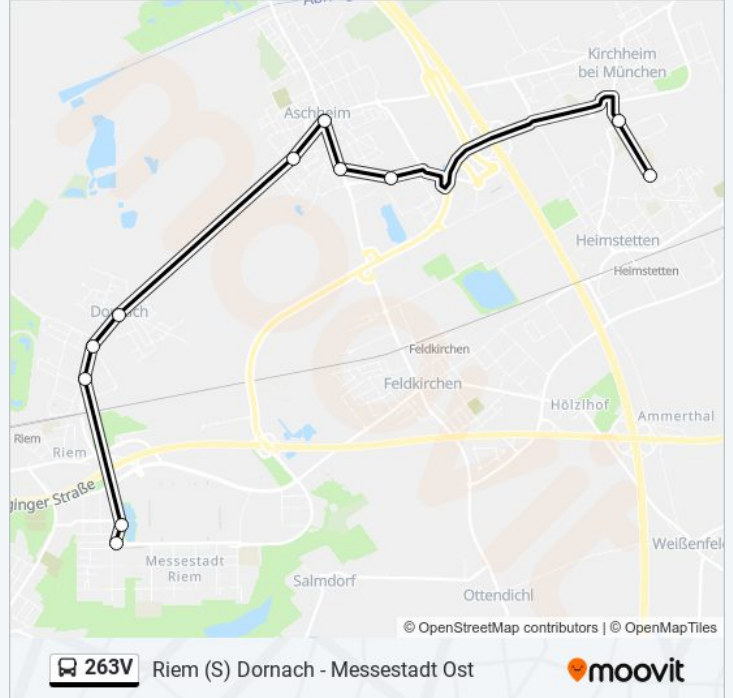 Kirchheim
bei München
Aschheim
Heimstetten
Heimstetten
Dornach
Feldkirchen
Feldkirchen
Hölzlhof
Ammerthal
Riem
Riem
Straße
Messestadt
Riem
Salmdorf
Ottendichl
© OpenStreetMap contributors | © OpenMapTiles
263V Riem (S) Dornach - Messestadt Ost moovit